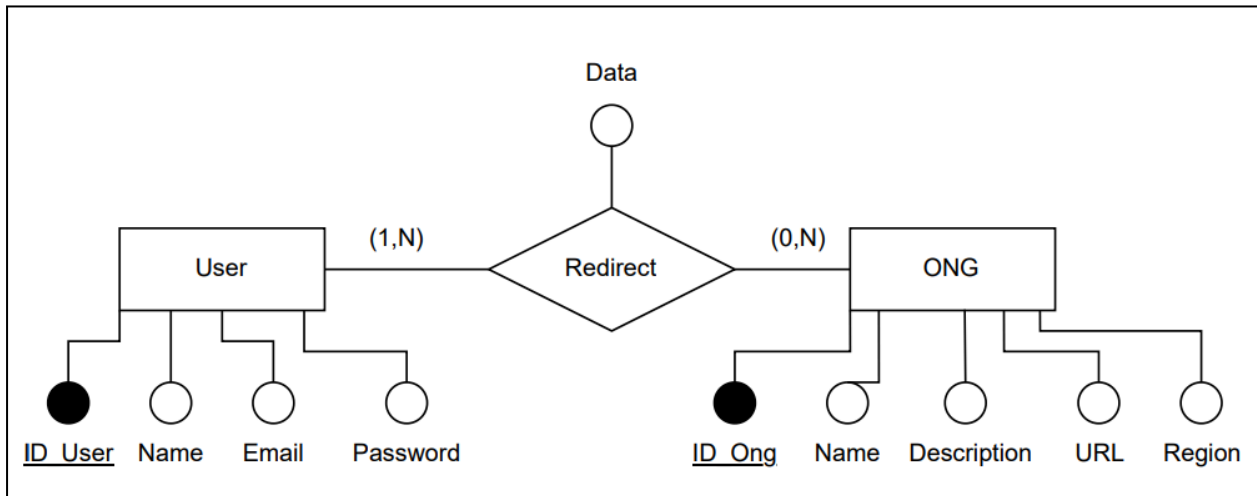 Data
(1,N)
(0,N)
User
Redirect
ONG
ID_User
Name
Email
Password
ID_Ong
Name
Description
URL
Region